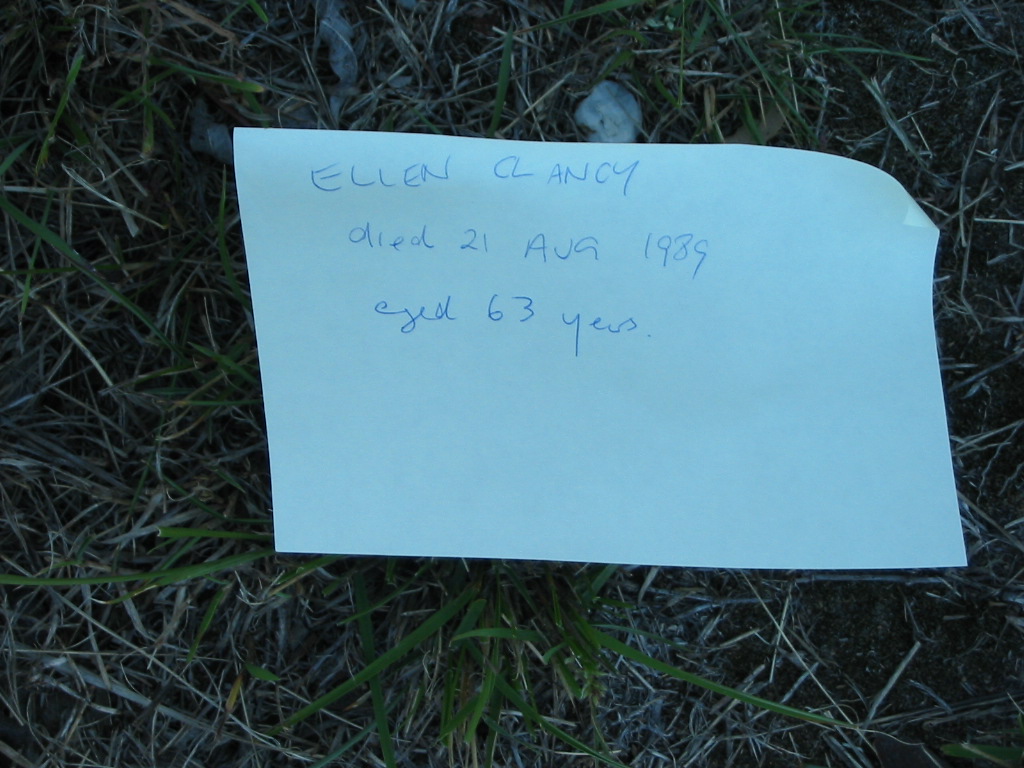 ELLEN CLANCY
died 21 AUG 1989
aged 63 years.